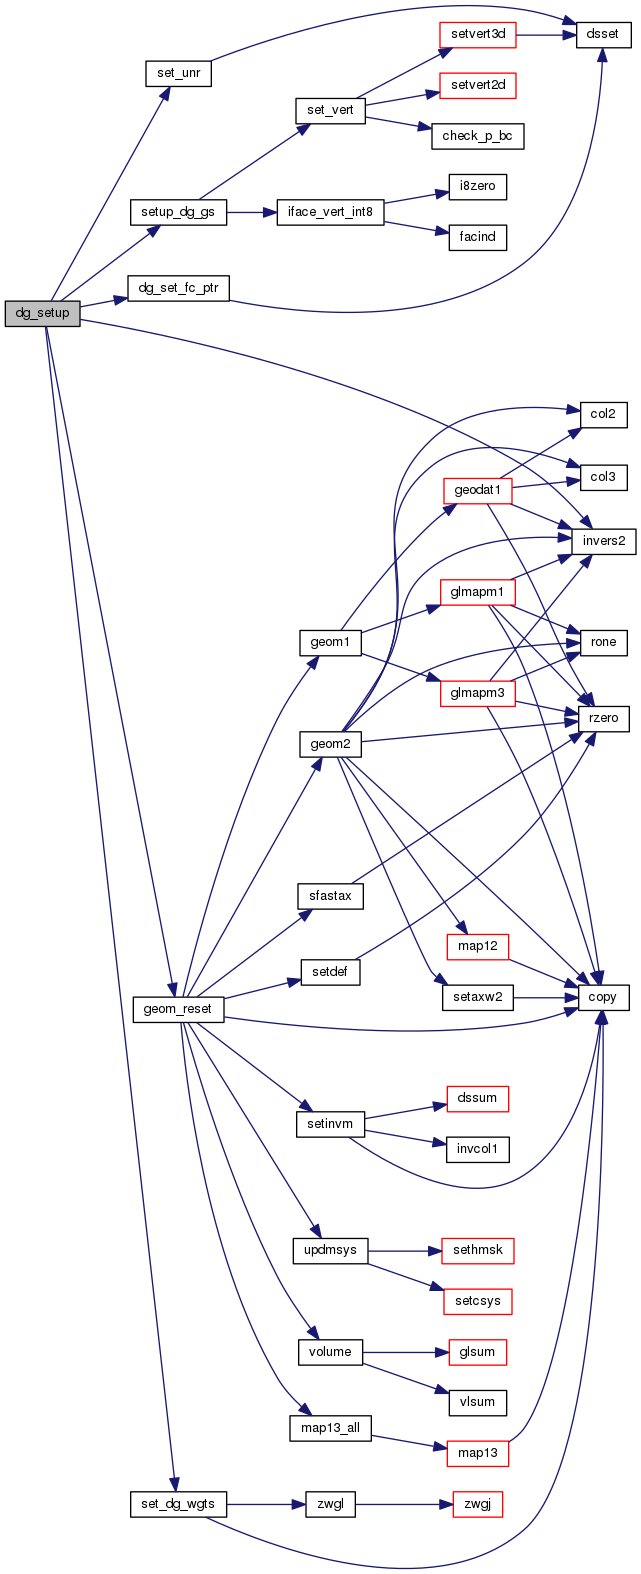 setvert3d
dsset
set_unr
setvert2d
set_vert
check_p_bc
i8zero
setup_dg_gs
iface_vert_int8
facind
dg_set_fc_ptr
dg_setup
col2
col3
geodat1
invers2
glmapm1
geom1
rone
glmapm3
rzero
geom2
sfastax
map12
setdef
setaxw2
copy
geom_reset
dssum
setinvm
invcol1
updmsys
sethmsk
setcsys
volume
glsum
vlsum
map13_all
map13
set_dg_wgts
zwgl
zwgj